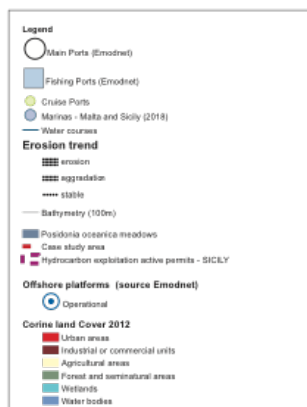 Legend
Main Ports (Emodnet)
Fishing Ports (Emodnet)
Cruise Ports
Marinas - Malta and Sicily (2018)
Water courses
Erosion trend
erosion
aggradation
stable
Bathymetry (100m)
Posidonia oceanica meadows
Case study area
Hydrocarbon exploitation active permits - SICILY
Offshore platforms (source Emodnet)
Operational
Corine land Cover 2012
Urban areas
Industrial or commercial units
Agricultural areas
Forest and seminatural areas
Wetlands
Water bodies